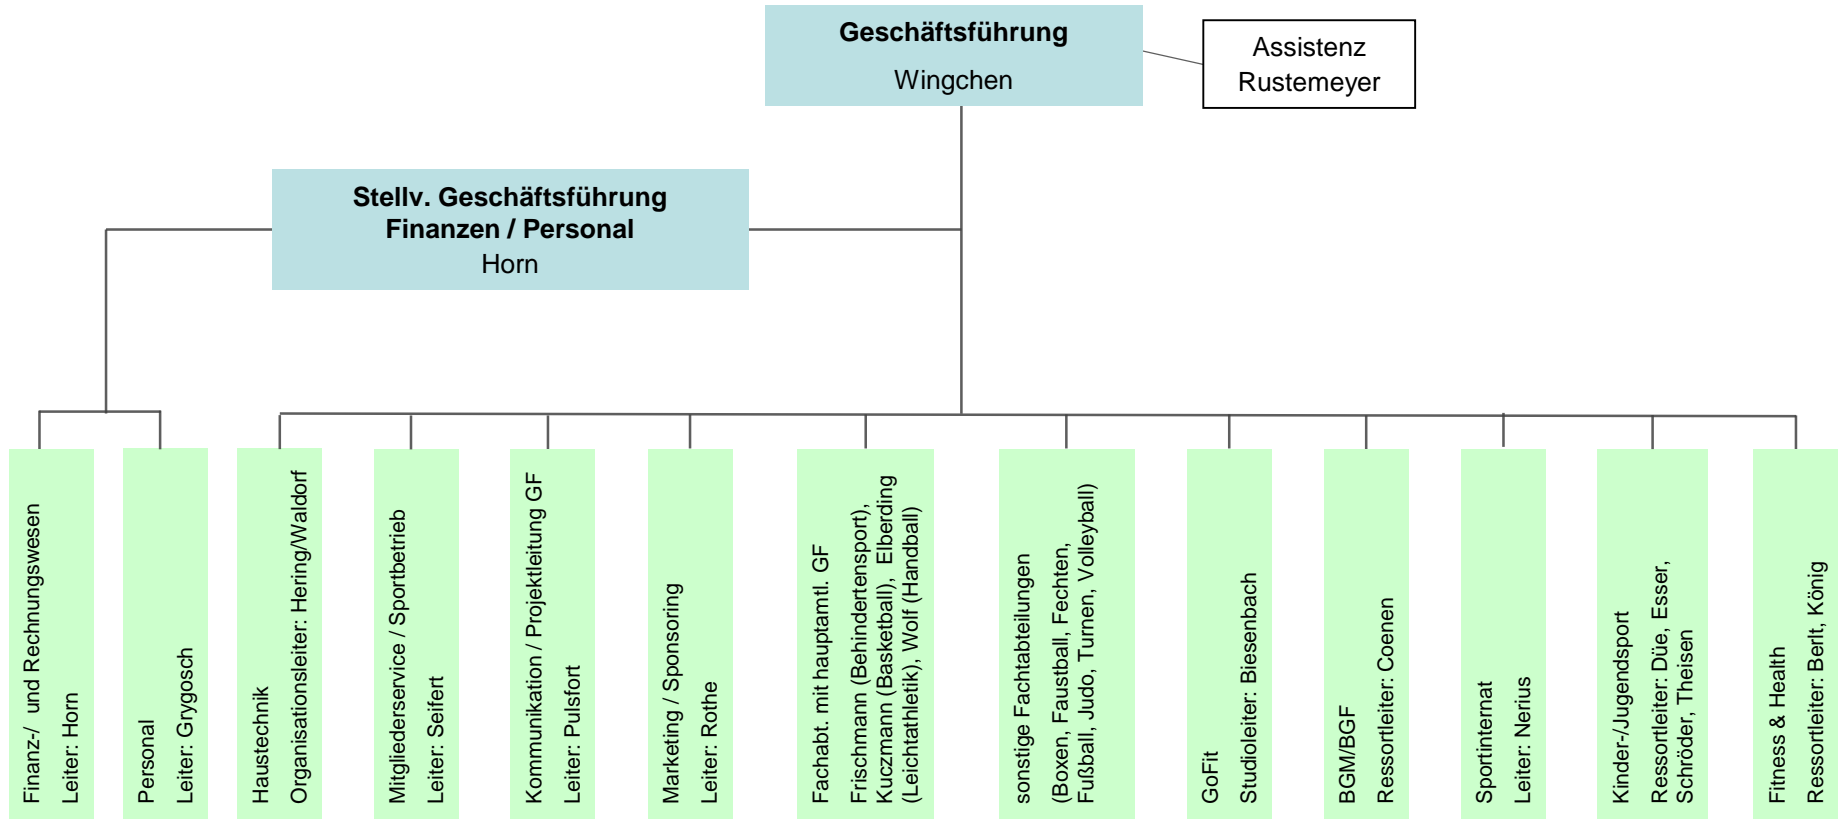 Geschäftsführung
Wingchen
Assistenz
Rustemeyer
Stellv. Geschäftsführung
Finanzen / Personal
Horn
Finanz-/ und Rechnungswesen
Leiter: Horn
Personal
Leiter: Grygosch
Haustechnik
Organisationsleiter: Hering/Waldorf
Mitgliederservice / Sportbetrieb
Leiter: Seifert
Kommunikation / Projektleitung GF
Leiter: Pulsfort
Marketing / Sponsoring
Leiter: Rothe
Fachabt. mit hauptamtl. GF
Frischmann (Behindertensport),
Kuczmann (Basketball), Elberding
(Leichtathletik), Wolf (Handball)
sonstige Fachtabteilungen
(Boxen, Faustball, Fechten,
Fußball, Judo, Turnen, Volleyball)
GoFit
Studioleiter: Biesenbach
BGM/BGF
Ressortleiter: Coenen
Sportinternat
Leiter: Nerius
Kinder-/Jugendsport
Ressortleiter: Düe, Esser,
Schröder, Theisen
Fitness & Health
Ressortleiter: Berlt, König